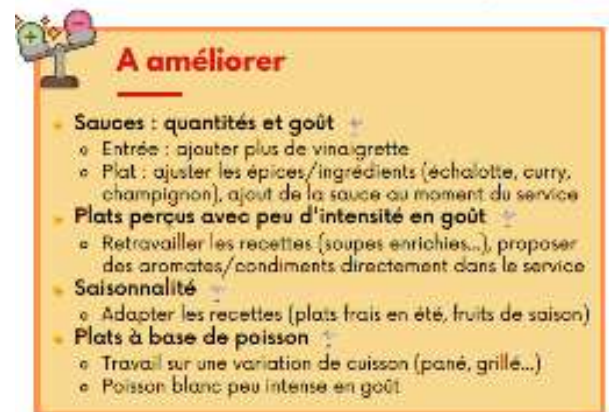 A améliorer
Sauces : quantités et goût
Entrée : ajouter plus de vinaigrette
Plat : ajuster les épices/ingrédients (échalotte, curry,
champignon), ajout de la sauce au moment du service
Plats perçus avec peu d'intensité en goût
Retravailler les recettes (soupes enrichies...), proposer
des aromates/condiments directement dans le service
Saisonnalité
Adapter les recettes (plats frais en été, fruits de saison)
Plats à base de poisson
Travail sur une variation de cuisson (pané, grillé...)
Poisson blanc peu intense en goût